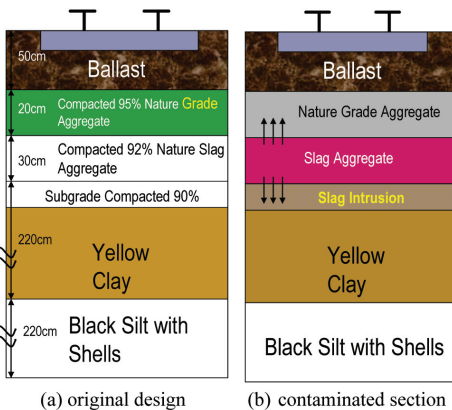 50cm
Ballast
20cm
Compacted 95% Nature Grade
Aggregate
30cm
Compacted 92% Nature Slag
Aggregate
Subgrade Compacted 90%
220cm
Yellow
Clay
220cm
Black Silt with
Shells
(a) original design
Ballast
Nature Grade Aggregate
Slag Aggregate
Slag Intrusion
Yellow
Clay
Black Silt with Shells
(b) contaminated section